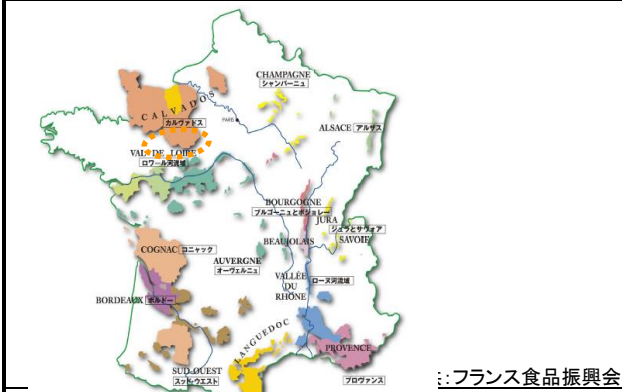 CHAMPAGNE
シャンパーニュ
CALVADOS
カルヴァドス
PARIS
ALSACE アルザス
VAL DE LOIRE
ロワール河流域
BOURGOGNE
ブルゴーニュとボジョレー
JURA
ジュラとサヴォア
SAVOIE
BEAUJOLAIS
COGNAC コニャック
AUVERGNE
オーヴェルニュ
VALLÉE
DU
RHÔNE
ローヌ河流域
BORDEAUX ボルドー
LANGUEDOC
PROVENCE
プロヴァンス
SUD-OUEST
スッド・ウエスト
:フランス食品振興会